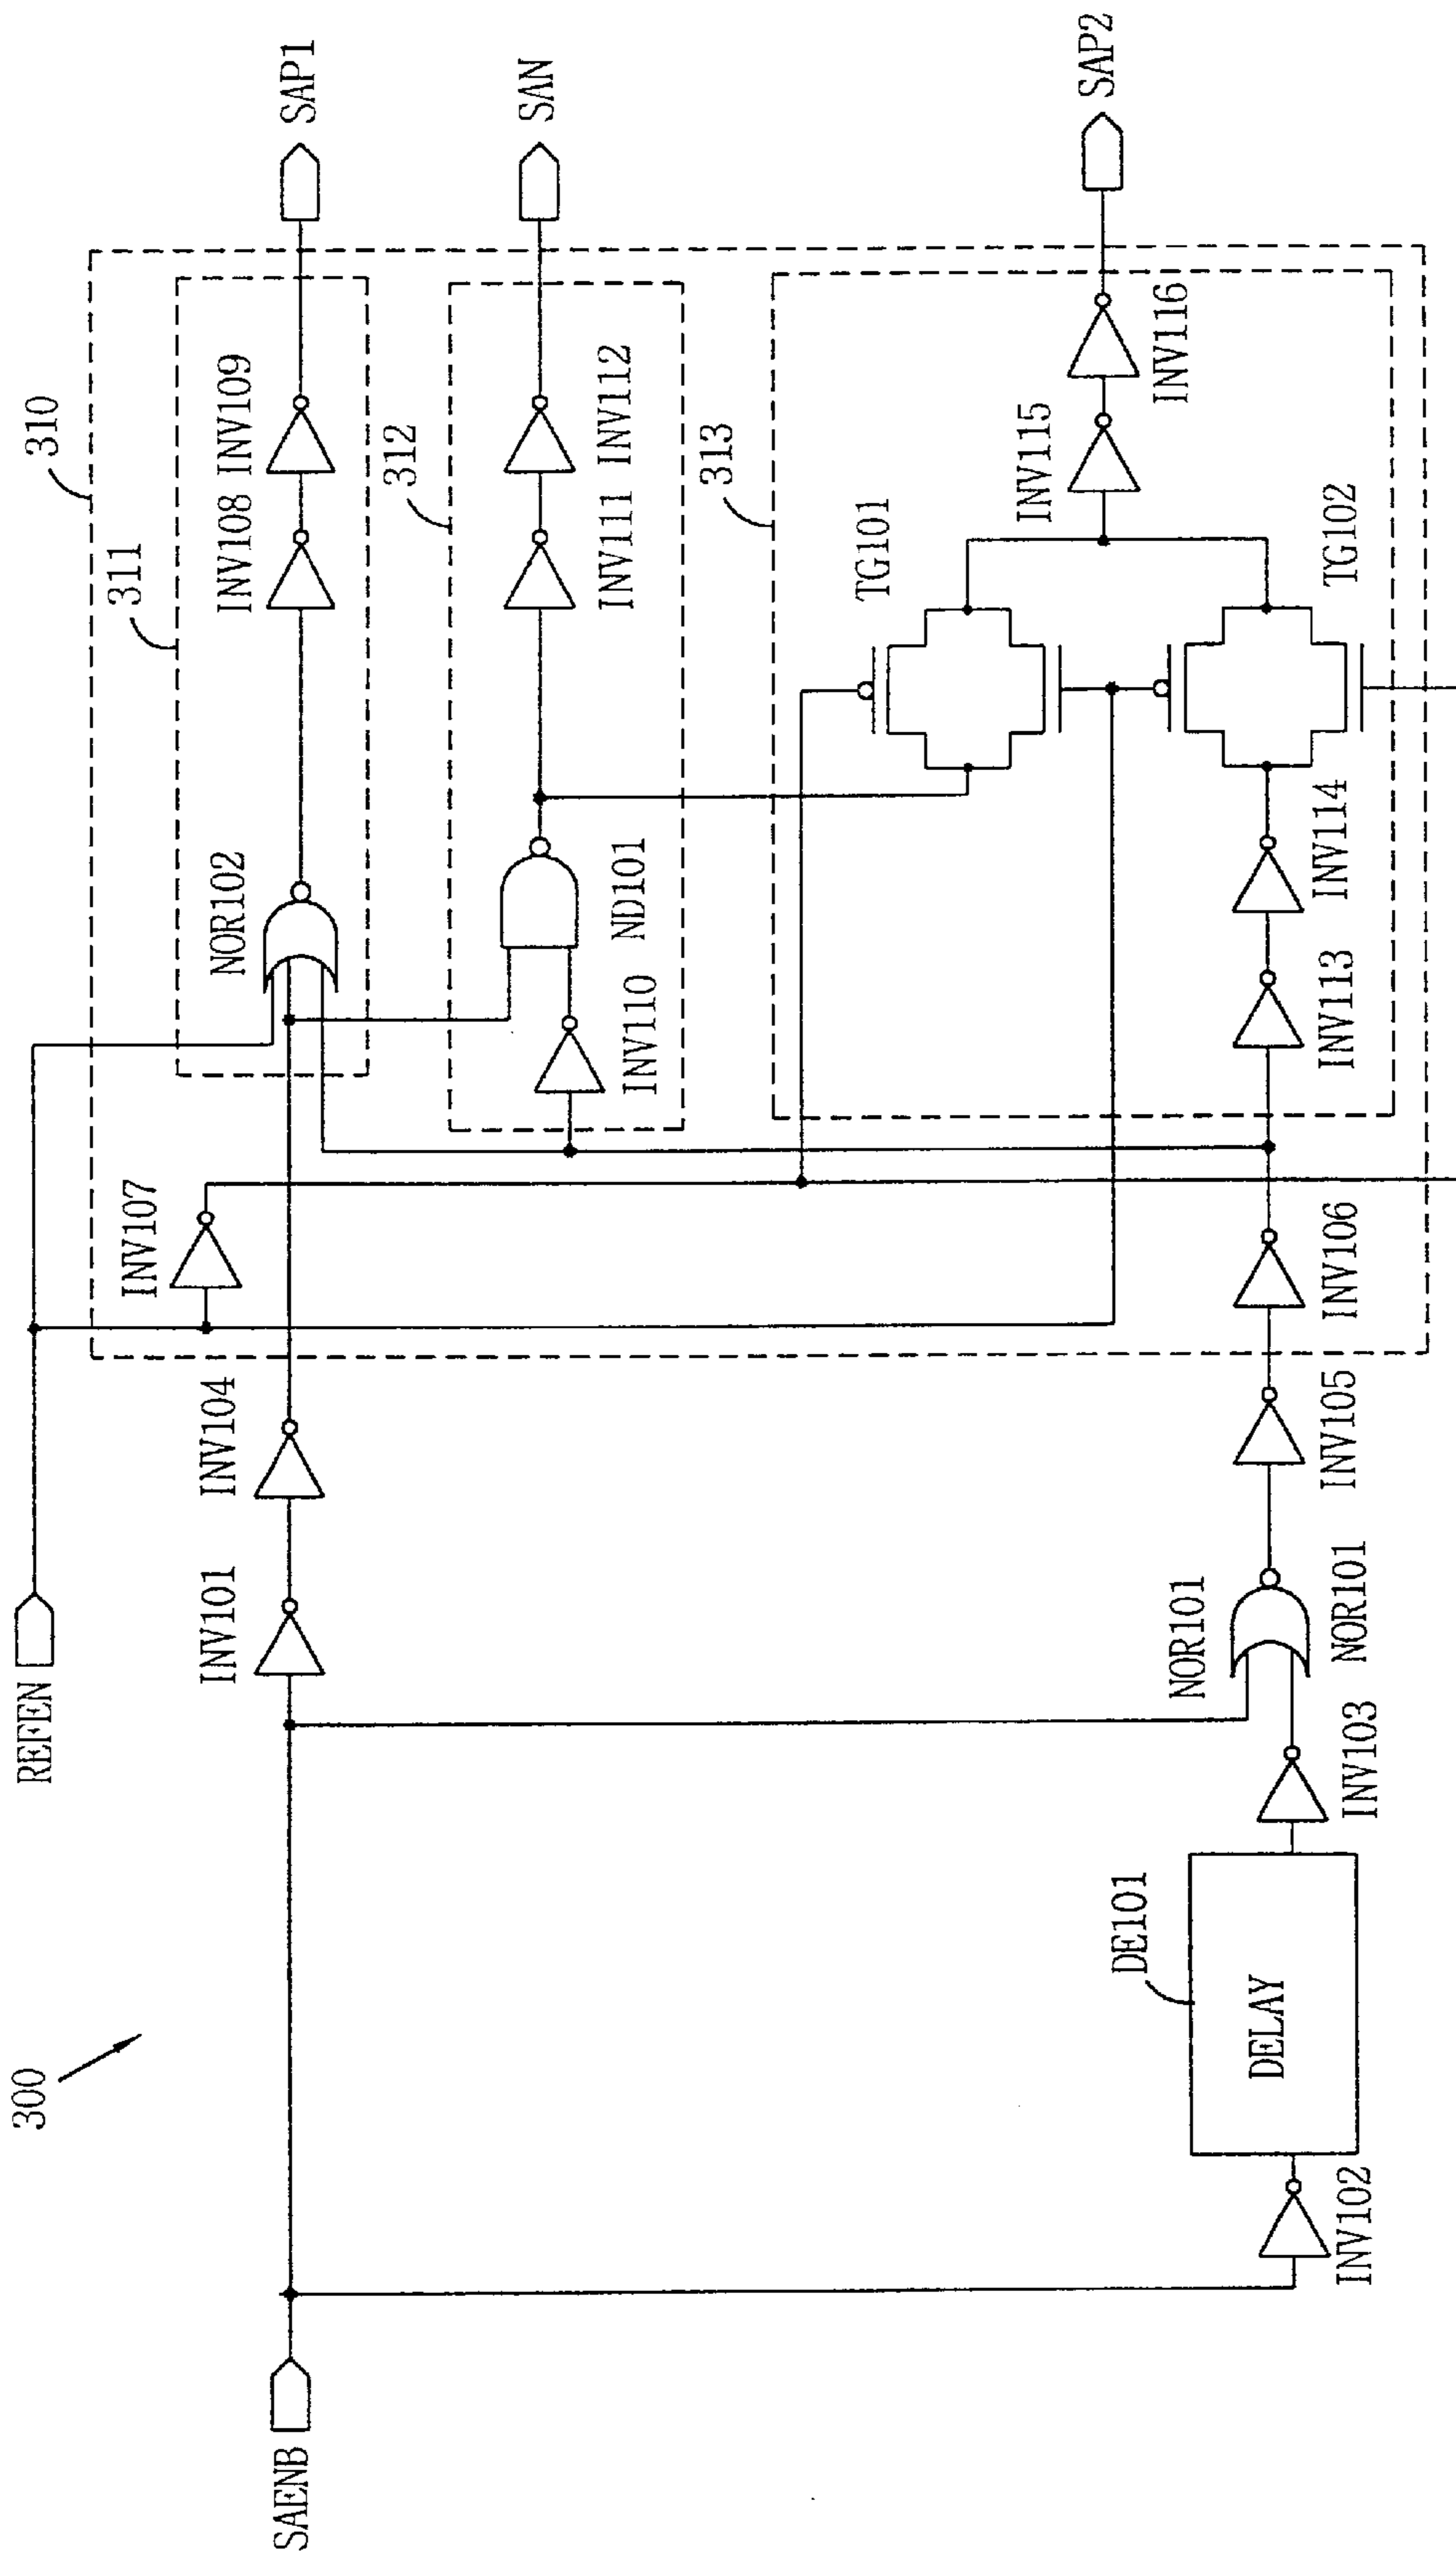 300
SAENB
REFEN
INV101
INV104
INV102
DE101
DELAY
INV103
NOR101
NOR101
INV105
INV106
INV107
310
311
NOR102
INV108
INV109
SAP1
312
INV110
ND101
INV111
INV112
SAN
313
INV113
INV114
TG101
TG102
INV115
INV116
SAP2